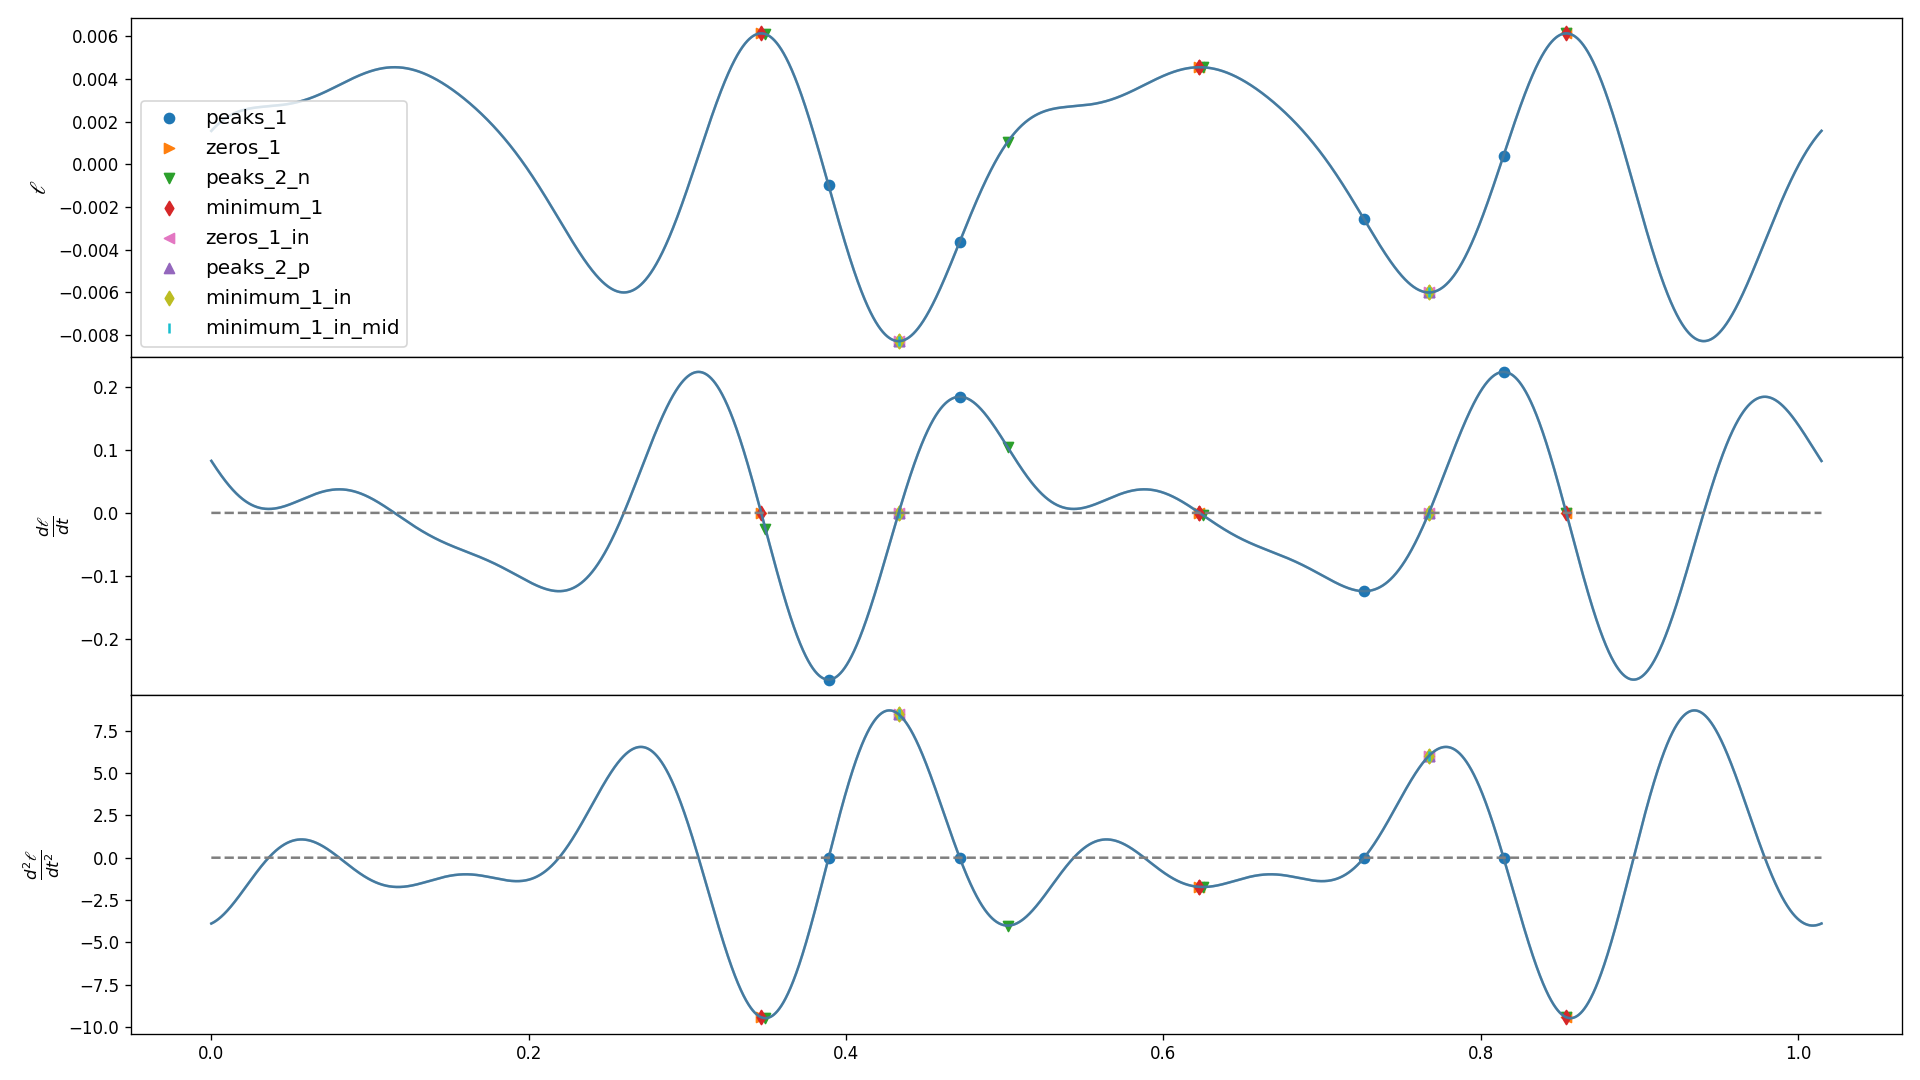 0.006
0.004
0.002
0.000
−0.002
−0.004
−0.006
−0.008
ℓ
peaks_1
zeros_1
peaks_2_n
minimum_1
zeros_1_in
peaks_2_p
minimum_1_in
minimum_1_in_mid
0.2
0.1
0.0
−0.1
−0.2
dℓ
dt
7.5
5.0
2.5
0.0
−2.5
−5.0
−7.5
−10.0
d²ℓ
dt²
0.0 0.2 0.4 0.6 0.8 1.0